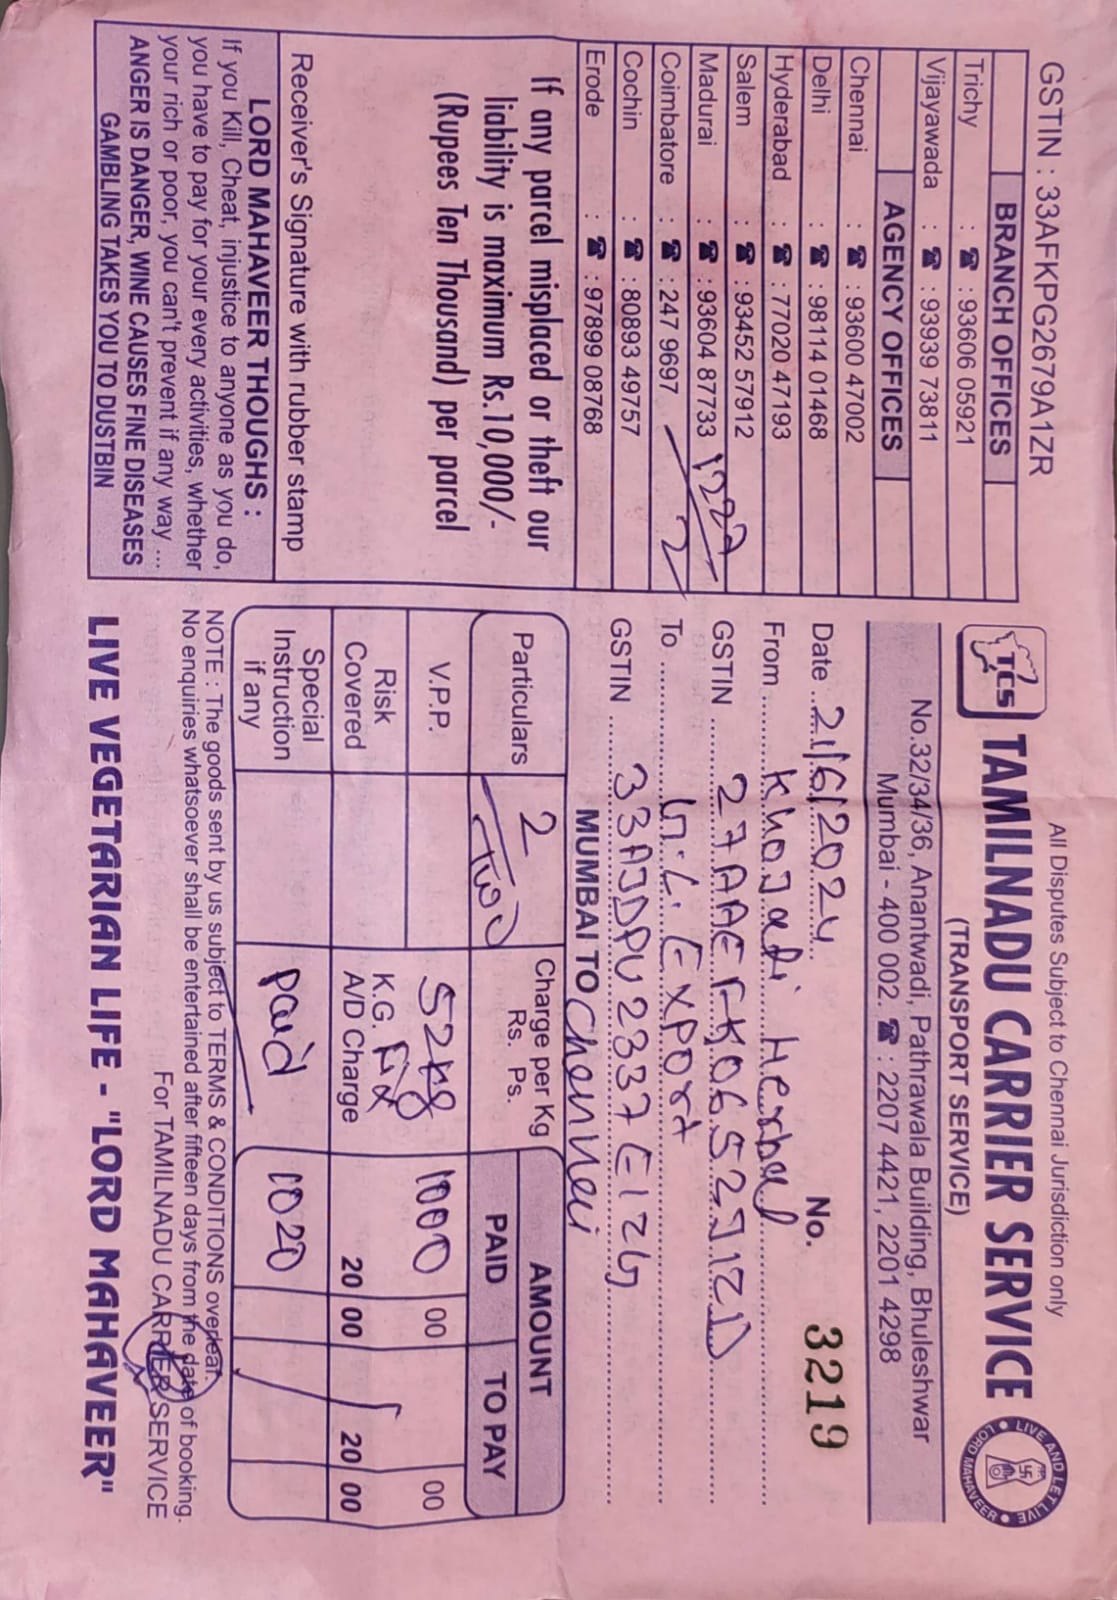 GSTIN : 33AFKPG2679A1ZR
BRANCH OFFICES
Trichy : ☎ : 93606 05921
Vijayawada : ☎ : 93939 73811
AGENCY OFFICES
Chennai : ☎ : 93600 47002
Delhi : ☎ : 98114 01468
Hyderabad : ☎ : 77020 47193
Salem : ☎ : 93452 57912
Madurai : ☎ : 93604 87733
Coimbatore : ☎ : 247 9697
Cochin : ☎ : 80893 49757
Erode : ☎ : 97899 08768
1227
2
If any parcel misplaced or theft our
liability is maximum Rs.10,000/-
(Rupees Ten Thousand) per parcel
Receiver's Signature with rubber stamp
LORD MAHAVEER THOUGHS :
If you Kill, Cheat, injustice to anyone as you do,
you have to pay for your every activities, whether
your rich or poor, you can't prevent if any way ...
ANGER IS DANGER, WINE CAUSES FINE DISEASES
GAMBLING TAKES YOU TO DUSTBIN
All Disputes Subject to Chennai Jurisdiction only
TCS TAMILNADU CARRIER SERVICE
(TRANSPORT SERVICE)
LIVE AND LET LIVE
LORD MAHAVEER
No.32/34/36, Anantwadi, Pathrawala Building, Bhuleshwar
Mumbai - 400 002. ☎ : 2207 4421, 2201 4298
Date 21/6/2024 No. 3219
From Khojati Herbal
GSTIN 27AAEFK0652J1ZD
To G.L. Export
GSTIN 33AJDPU2337E1ZG
MUMBAI TO Chennai
Particulars 2 Two Charge per Kg Rs. Ps. AMOUNT
PAID TO PAY
V.P.P. 52kg 1000 00 00
Risk Covered K.G. Fix A/D Charge 20 00 20 00
Special Instruction if any Paid 1020
NOTE : The goods sent by us subject to TERMS & CONDITIONS overleaf.
No enquiries whatsoever shall be entertained after fifteen days from the date of booking.
For TAMILNADU CARRIER SERVICE
LIVE VEGETARIAN LIFE - "LORD MAHAVEER"